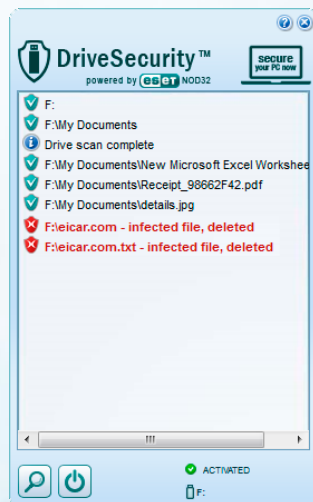 DriveSecurity™
powered by eseT NOD32
secure
your PC now
F:
F:\My Documents
Drive scan complete
F:\My Documents\New Microsoft Excel Workshee
F:\My Documents\Receipt_98662F42.pdf
F:\My Documents\details.jpg
F:\eicar.com - infected file, deleted
F:\eicar.com.txt - infected file, deleted
ACTIVATED
F: